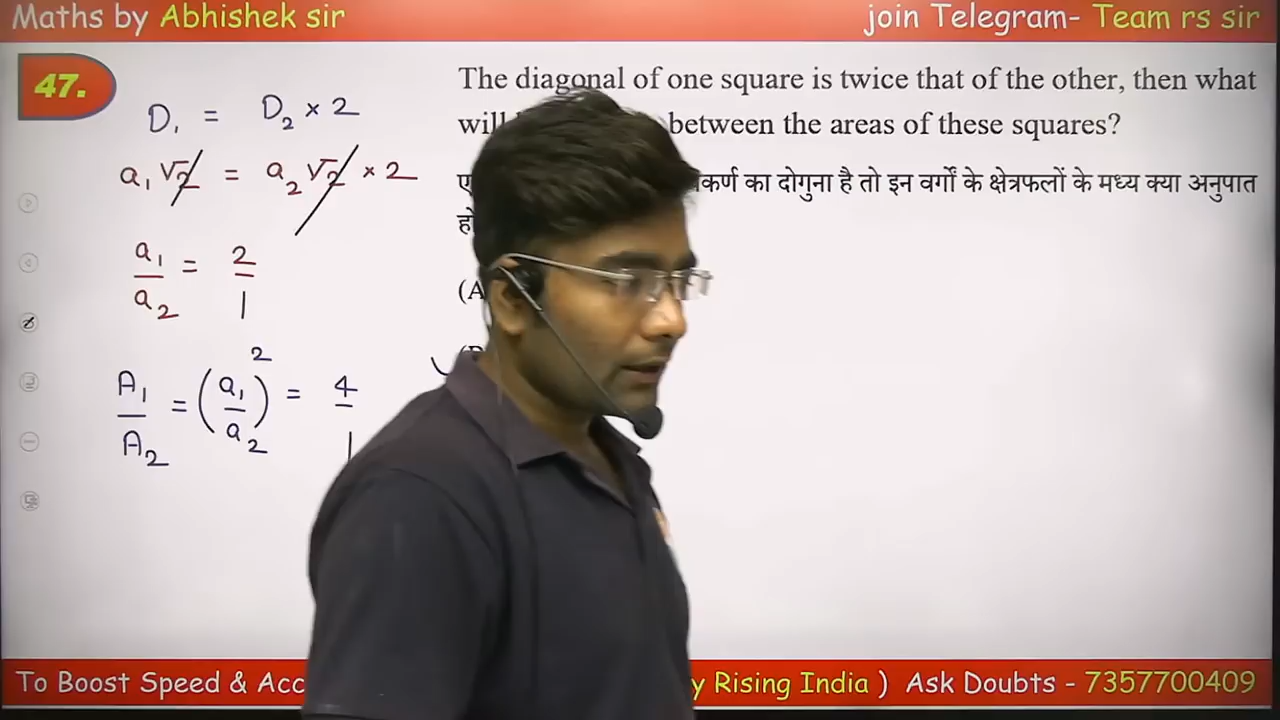 Maths by Abhishek sir
join Telegram- Team rs sir
47.
The diagonal of one square is twice that of the other, then what
will between the areas of these squares?
का दोगुना है तो इन वर्गों के क्षेत्रफलों के मध्य क्या अनुपात
D₁ = D₂ × 2
a₁√2 = a₂√2 × 2
a₁/a₂ = 2/1
A₁/A₂ = (a₁/a₂)² = 4/1
(A
To Boost Speed & Rising India ) Ask Doubts - 7357700409